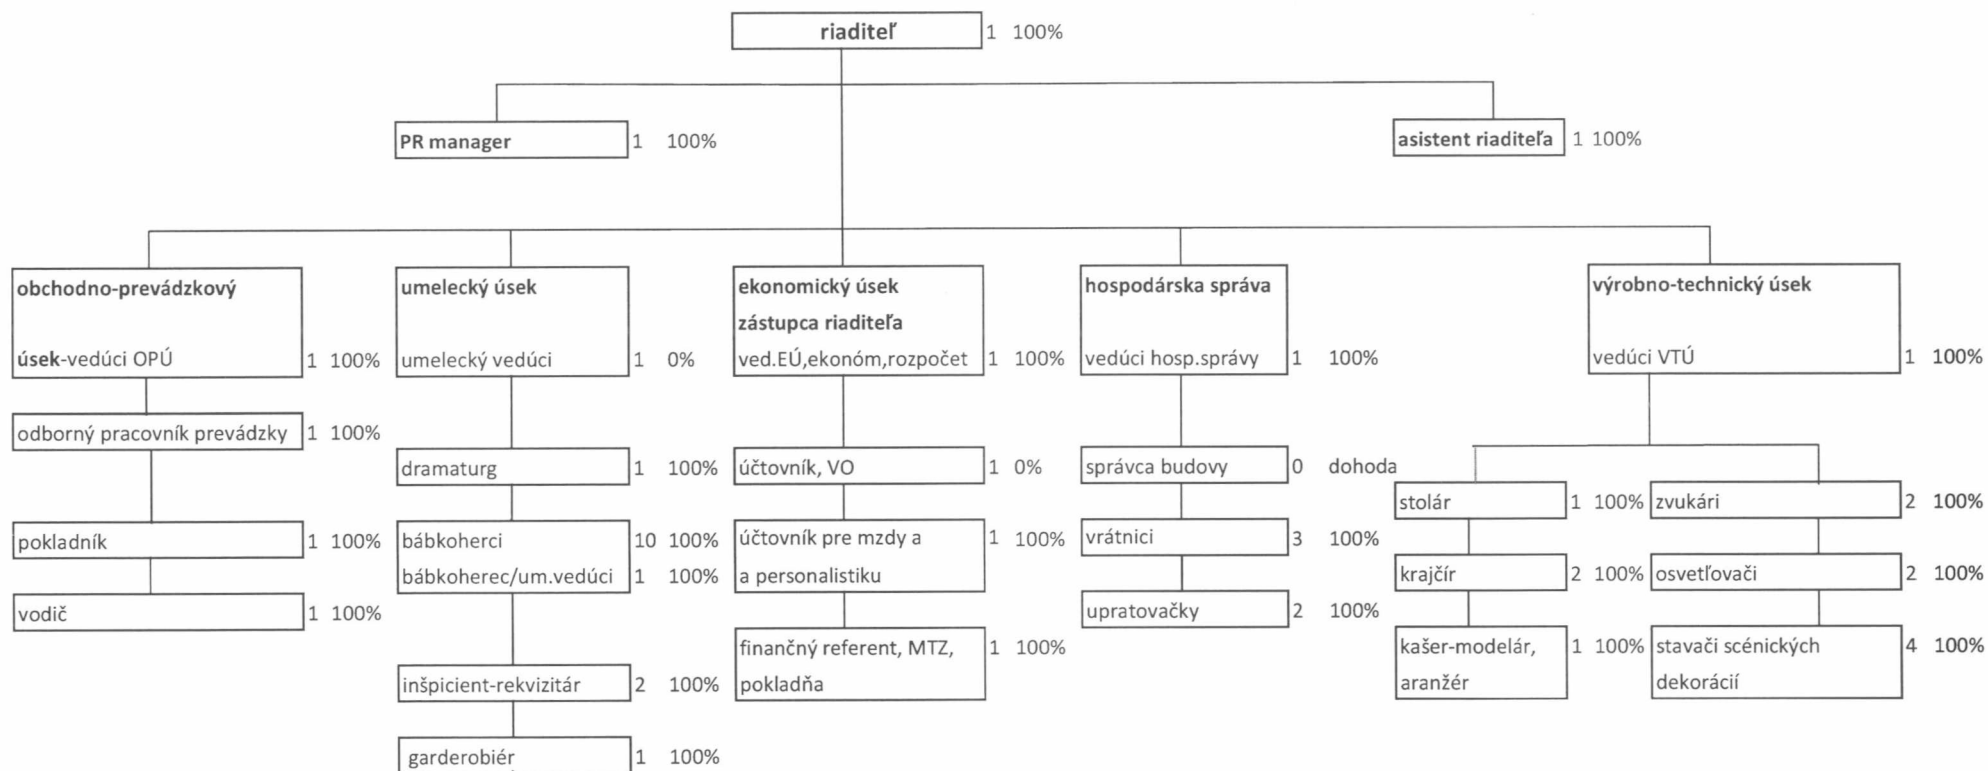 riaditeľ 1 100%
PR manager 1 100%
asistent riaditeľa 1 100%
obchodno-prevádzkový
úsek-vedúci OPÚ 1 100%
odborný pracovník prevádzky 1 100%
pokladník 1 100%
vodič 1 100%
umelecký úsek
umelecký vedúci 1 0%
dramaturg 1 100%
bábkoherci 10 100%
bábkoherec/um.vedúci 1 100%
inšpicient-rekvizitár 2 100%
garderobiér 1 100%
ekonomický úsek
zástupca riaditeľa
ved.EÚ,ekonóm,rozpočet 1 100%
účtovník, VO 1 0%
účtovník pre mzdy a 1 100%
a personalistiku
finančný referent, MTZ, 1 100%
pokladňa
hospodárska správa
vedúci hosp.správy 1 100%
správca budovy 0 dohoda
vrátnici 3 100%
upratovačky 2 100%
výrobno-technický úsek
vedúci VTÚ 1 100%
stolár 1 100%
krajčír 2 100%
kašer-modelár, 1 100%
aranžér
zvukári 2 100%
osvetľovači 2 100%
stavači scénických 4 100%
dekorácií